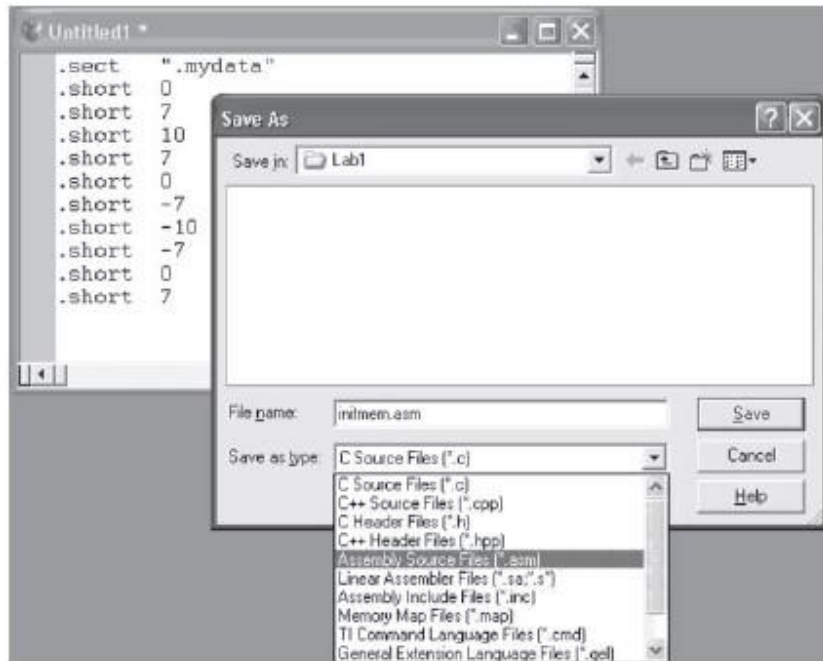 Untitled1 *
.sect ".mydata"
.short 0
.short 7
.short 10
.short 7
.short 0
.short -7
.short -10
.short -7
.short 0
.short 7
Save As
Save in: Lab1
File name: initmem.asm
Save
Save as type: C Source Files (*.c)
Cancel
Help
C Source Files (*.c)
C++ Source Files (*.cpp)
C Header Files (*.h)
C++ Header Files (*.hpp)
Assembly Source Files (*.asm)
Linear Assembler Files (*.sa;*.s*)
Assembly Include Files (*.inc)
Memory Map Files (*.map)
TI Command Language Files (*.cmd)
General Extension Language Files (*.gel)